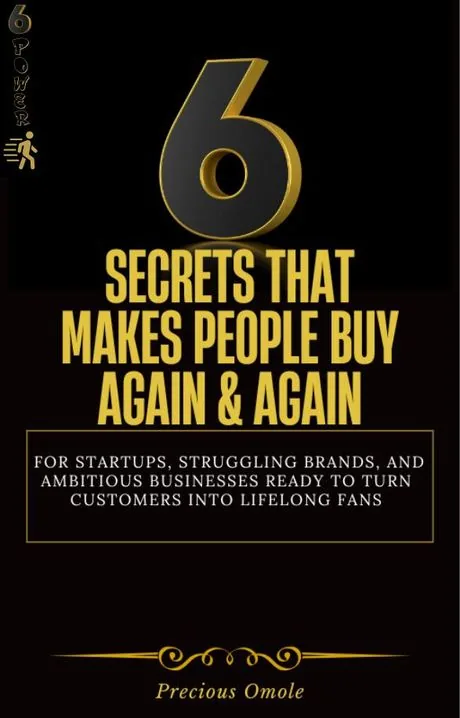 6
POWER
6
SECRETS THAT
MAKES PEOPLE BUY
AGAIN & AGAIN
FOR STARTUPS, STRUGGLING BRANDS, AND
AMBITIOUS BUSINESSES READY TO TURN
CUSTOMERS INTO LIFELONG FANS
Precious Omole